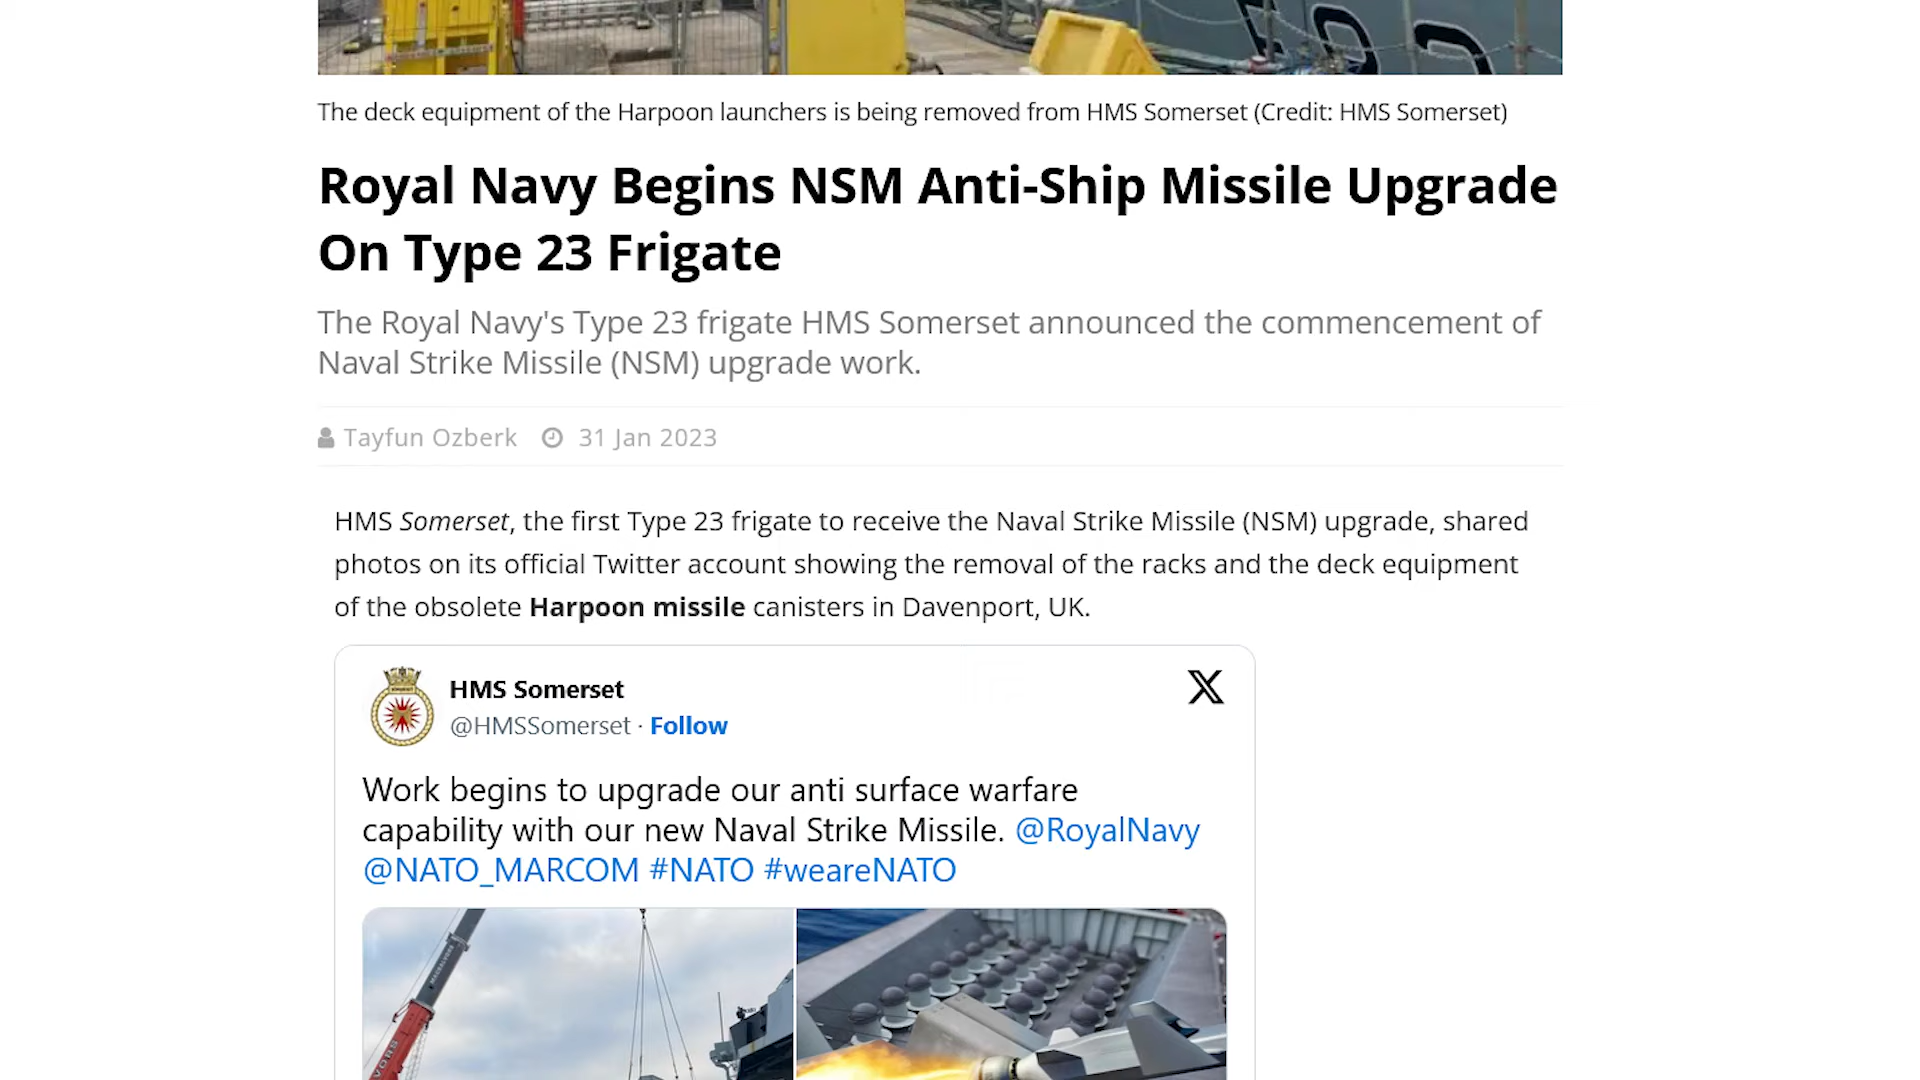 The deck equipment of the Harpoon launchers is being removed from HMS Somerset (Credit: HMS Somerset)
Royal Navy Begins NSM Anti-Ship Missile Upgrade
On Type 23 Frigate
The Royal Navy's Type 23 frigate HMS Somerset announced the commencement of
Naval Strike Missile (NSM) upgrade work.
Tayfun Ozberk 31 Jan 2023
HMS Somerset, the first Type 23 frigate to receive the Naval Strike Missile (NSM) upgrade, shared
photos on its official Twitter account showing the removal of the racks and the deck equipment
of the obsolete Harpoon missile canisters in Davenport, UK.
HMS Somerset
@HMSSomerset · Follow
Work begins to upgrade our anti surface warfare
capability with our new Naval Strike Missile. @RoyalNavy
@NATO_MARCOM #NATO #weareNATO